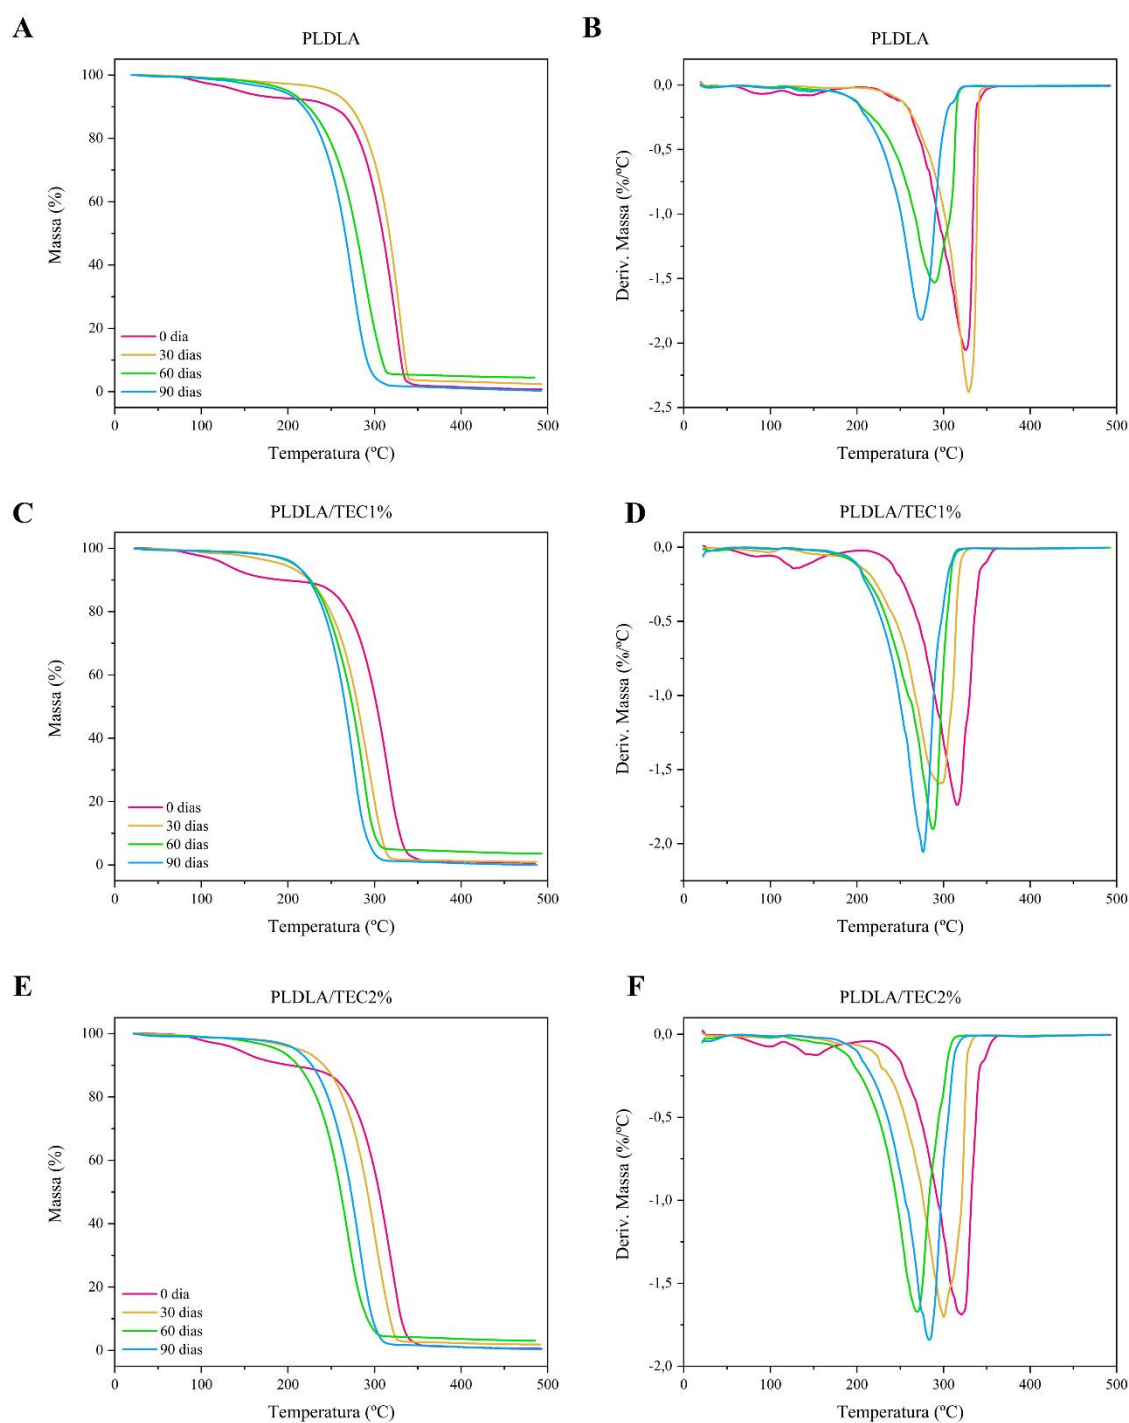 A
PLDLA
Massa (%)
100
80
60
40
20
0
0 dia
30 dias
60 dias
90 dias
0
100
200
300
400
500
Temperatura (ºC)
B
PLDLA
Deriv. Massa (%/ºC)
0,0
-0,5
-1,0
-1,5
-2,0
-2,5
0
100
200
300
400
500
Temperatura (ºC)
C
PLDLA/TEC1%
Massa (%)
100
80
60
40
20
0
0 dias
30 dias
60 dias
90 dias
0
100
200
300
400
500
Temperatura (ºC)
D
PLDLA/TEC1%
Deriv. Massa (%/ºC)
0,0
-0,5
-1,0
-1,5
-2,0
0
100
200
300
400
500
Temperatura (ºC)
E
PLDLA/TEC2%
Massa (%)
100
80
60
40
20
0
0 dia
30 dias
60 dias
90 dias
0
100
200
300
400
500
Temperatura (ºC)
F
PLDLA/TEC2%
Deriv. Massa (%/ºC)
0,0
-0,5
-1,0
-1,5
-2,0
0
100
200
300
400
500
Temperatura (ºC)